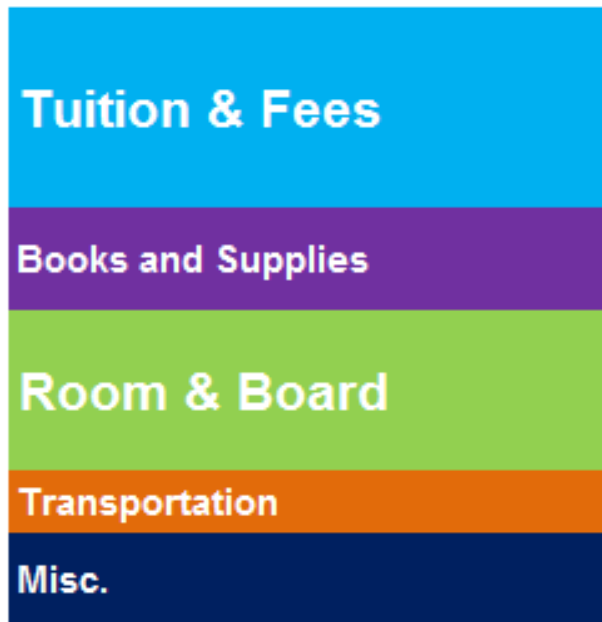 Tuition & Fees
Books and Supplies
Room & Board
Transportation
Misc.